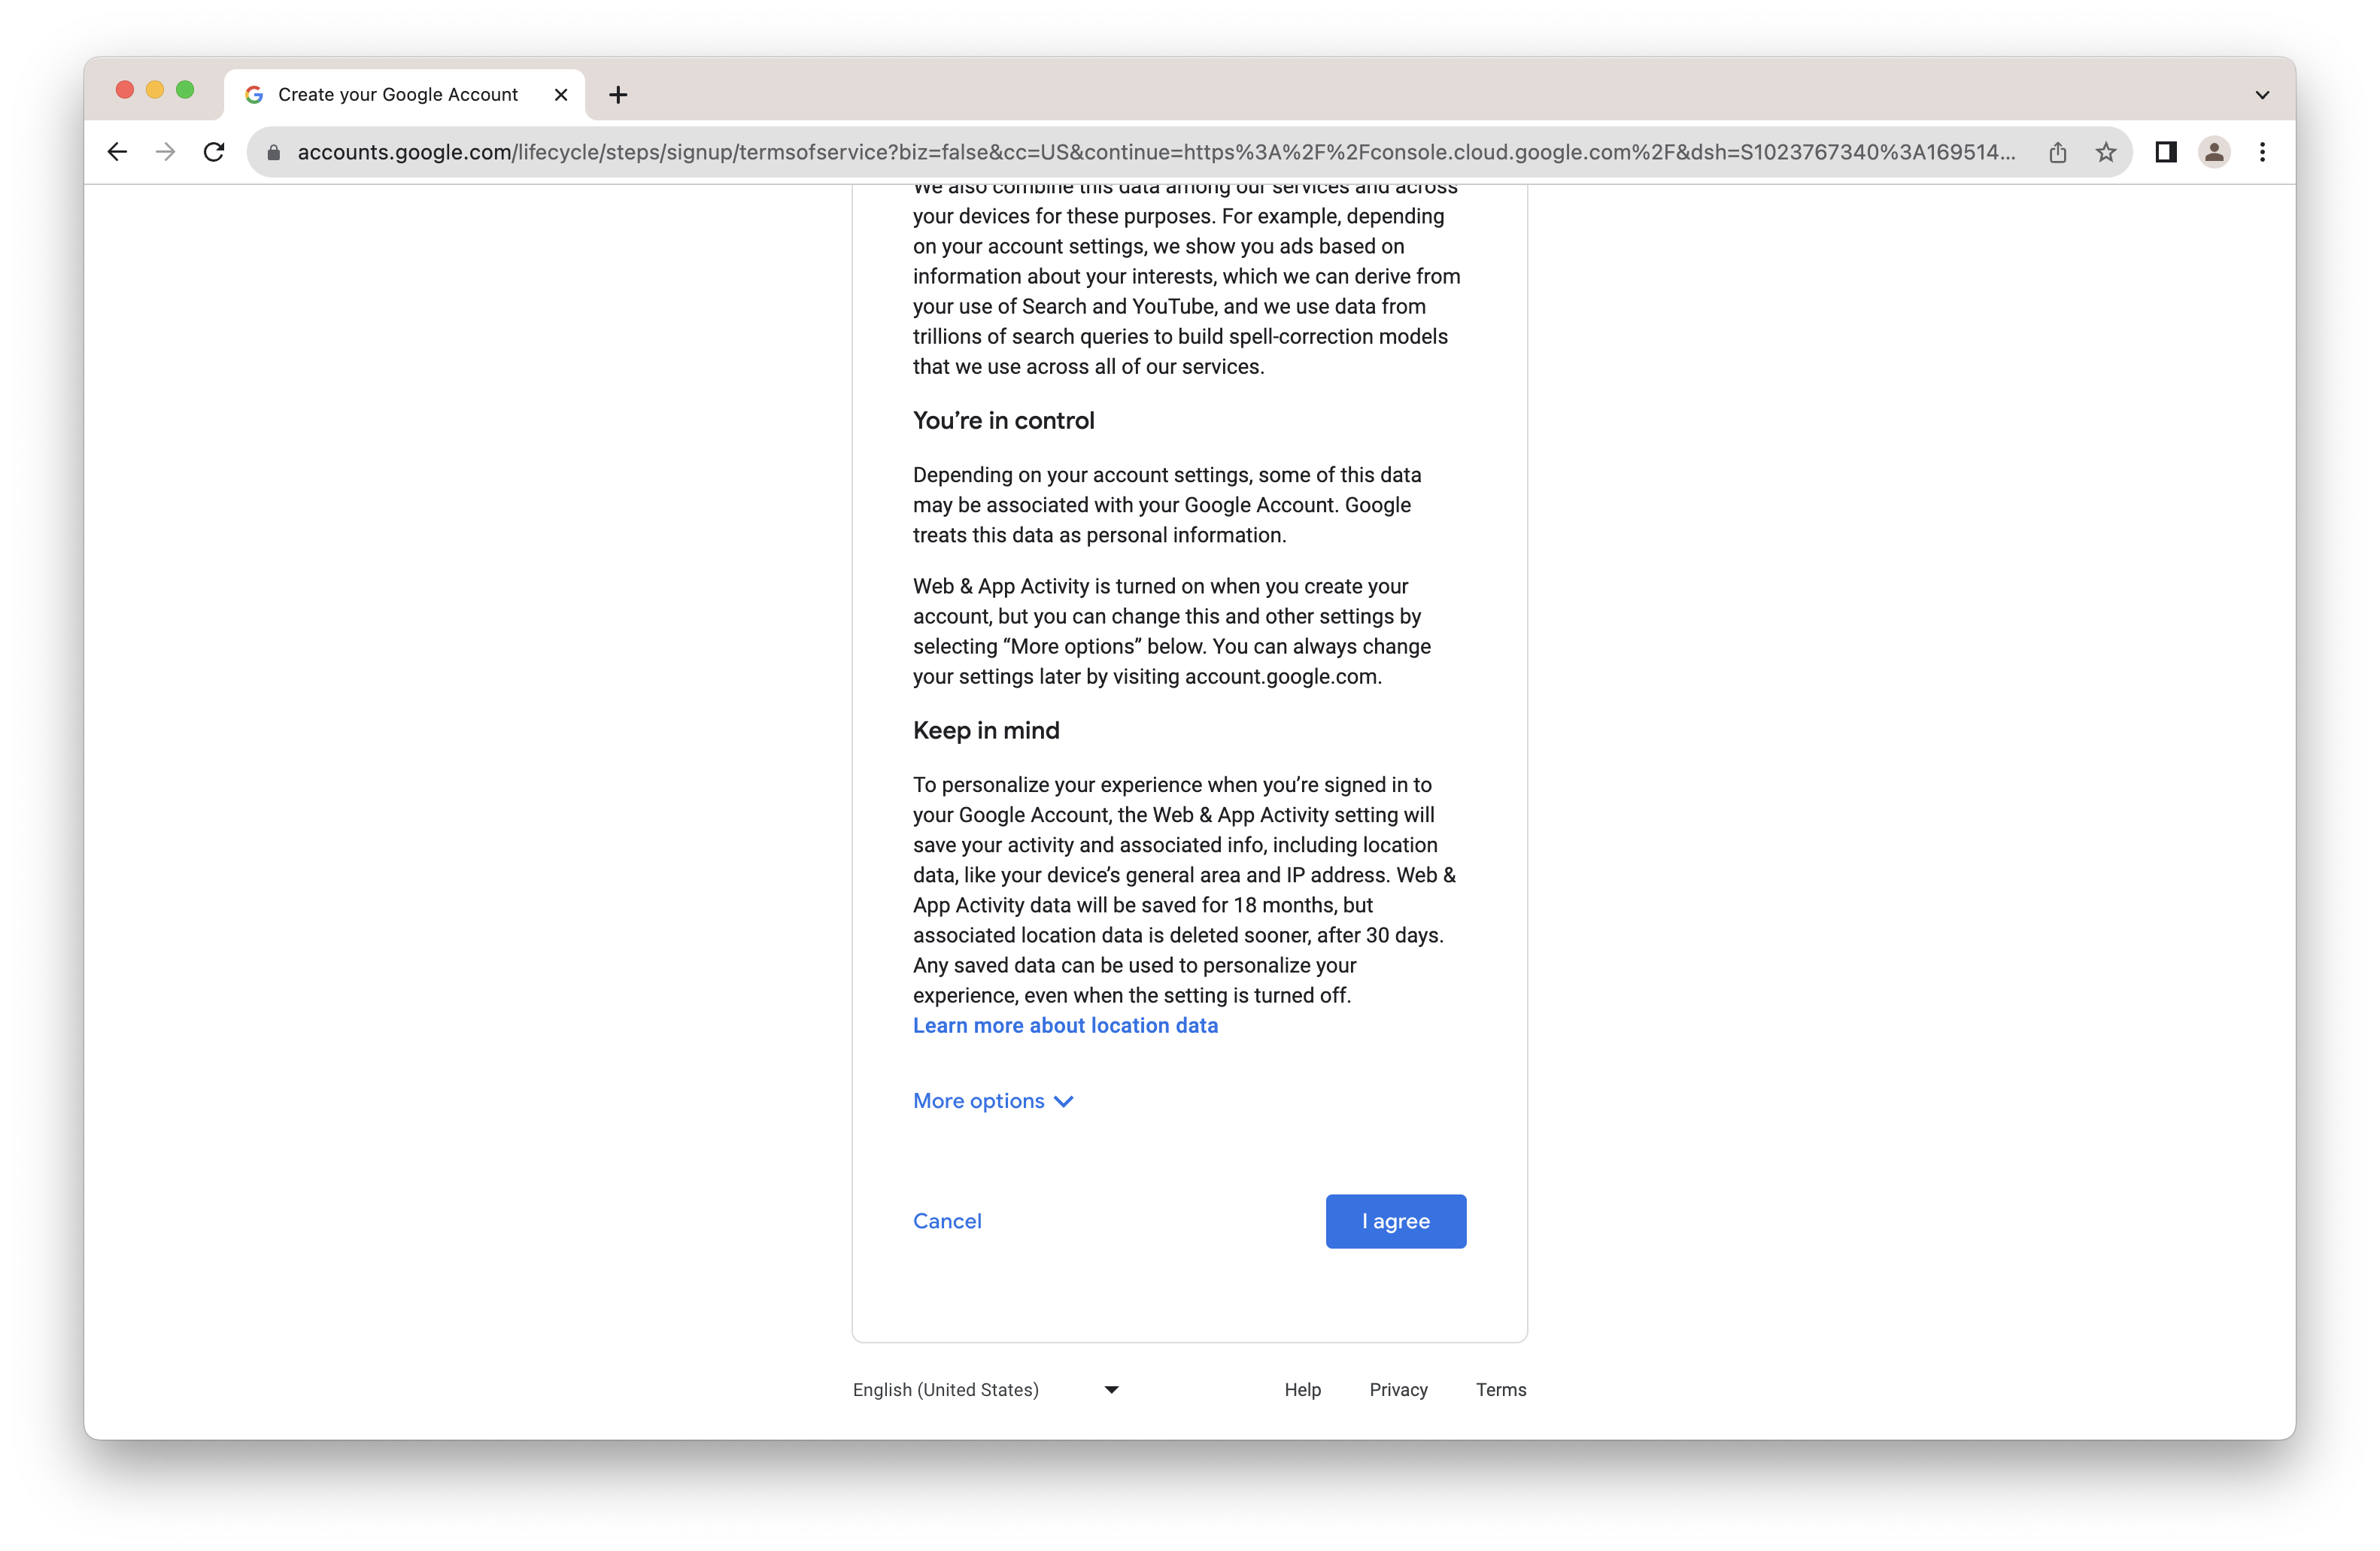 Create your Google Account
accounts.google.com/lifecycle/steps/signup/termsofservice?biz=false&cc=US&continue=https%3A%2F%2Fconsole.cloud.google.com%2F&dsh=S1023767340%3A169514...
We also combine this data among our services and across
your devices for these purposes. For example, depending
on your account settings, we show you ads based on
information about your interests, which we can derive from
your use of Search and YouTube, and we use data from
trillions of search queries to build spell-correction models
that we use across all of our services.
You’re in control
Depending on your account settings, some of this data
may be associated with your Google Account. Google
treats this data as personal information.
Web & App Activity is turned on when you create your
account, but you can change this and other settings by
selecting “More options” below. You can always change
your settings later by visiting account.google.com.
Keep in mind
To personalize your experience when you’re signed in to
your Google Account, the Web & App Activity setting will
save your activity and associated info, including location
data, like your device’s general area and IP address. Web &
App Activity data will be saved for 18 months, but
associated location data is deleted sooner, after 30 days.
Any saved data can be used to personalize your
experience, even when the setting is turned off.
Learn more about location data
More options
Cancel
I agree
English (United States)
Help
Privacy
Terms